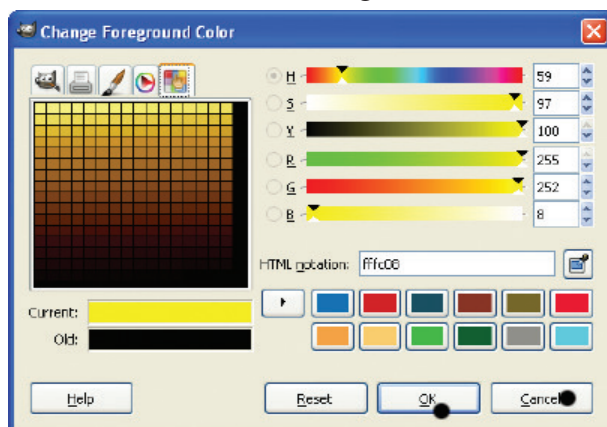 Change Foreground Color
H 59
S 97
V 100
R 255
G 252
B 8
HTML notation: fffc08
Current:
Old:
Help Reset OK Cancel